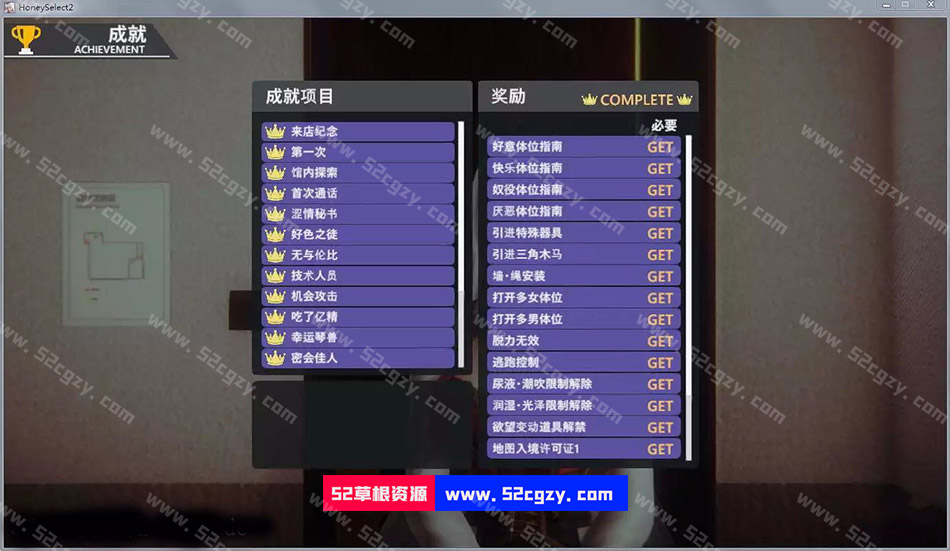 HoneySelect2
成就
ACHIEVEMENT
成就项目
来店纪念
第一次
馆内探索
首次通话
涩情秘书
好色之徒
无与伦比
技术人员
机会攻击
吃了亿精
幸运琴兽
密会佳人
奖励
COMPLETE
必要
好意体位指南 GET
快乐体位指南 GET
奴役体位指南 GET
厌恶体位指南 GET
引进特殊器具 GET
引进三角木马 GET
墙·绳安装 GET
打开多女体位 GET
打开多男体位 GET
脱力无效 GET
逃跑控制 GET
尿液·潮吹限制解除 GET
润湿·光泽限制解除 GET
欲望变动道具解禁 GET
地图入境许可证1 GET
52草根资源 www.52cgzy.com